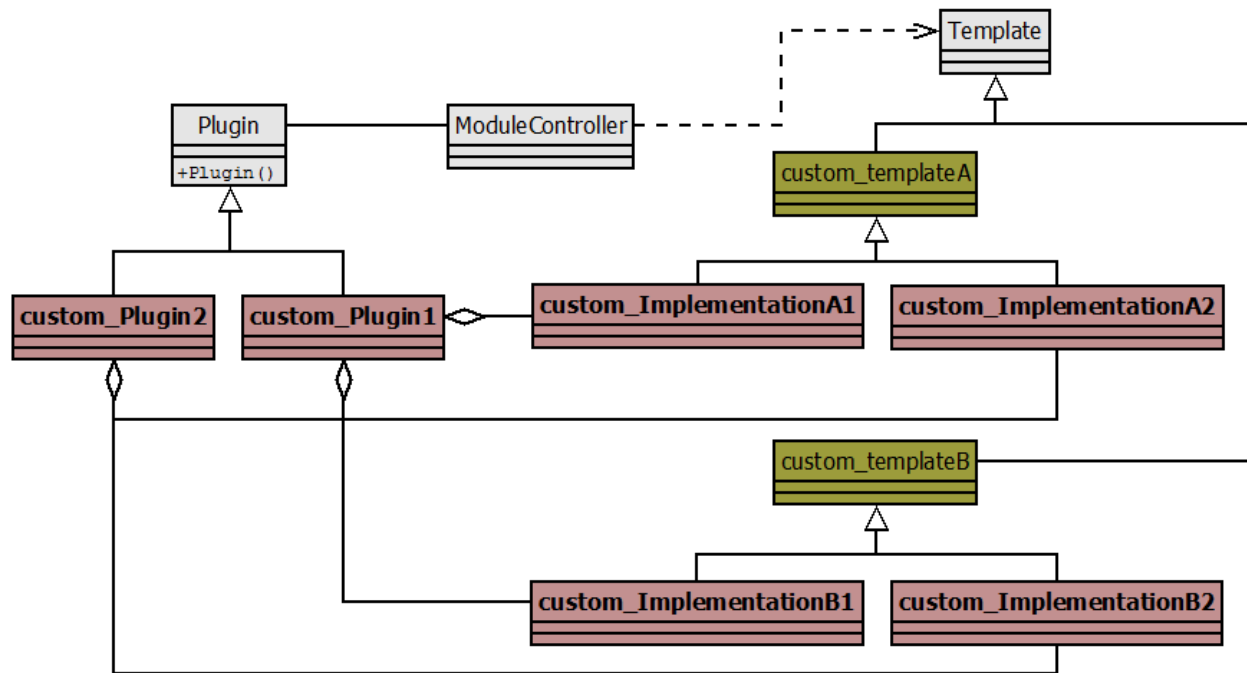 Template
Plugin
ModuleController
+Plugin()
custom_templateA
custom_Plugin2
custom_Plugin1
custom_ImplementationA1
custom_ImplementationA2
custom_templateB
custom_ImplementationB1
custom_ImplementationB2